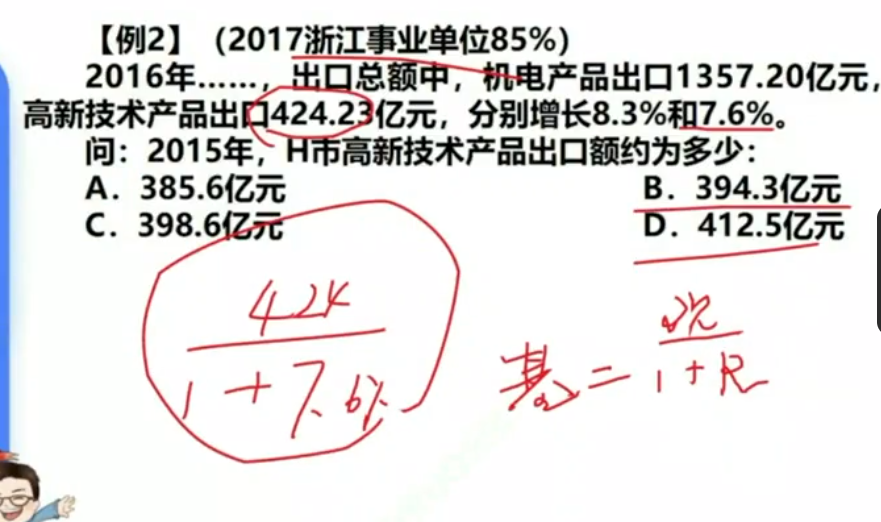 【例2】（2017浙江事业单位85%）
2016年……，出口总额中，机电产品出口1357.20亿元，
高新技术产品出口424.23亿元，分别增长8.3%和7.6%。
问：2015年，H市高新技术产品出口额约为多少：
A．385.6亿元 B．394.3亿元
C．398.6亿元 D．412.5亿元
424
1+7.6%
基=现
1+R